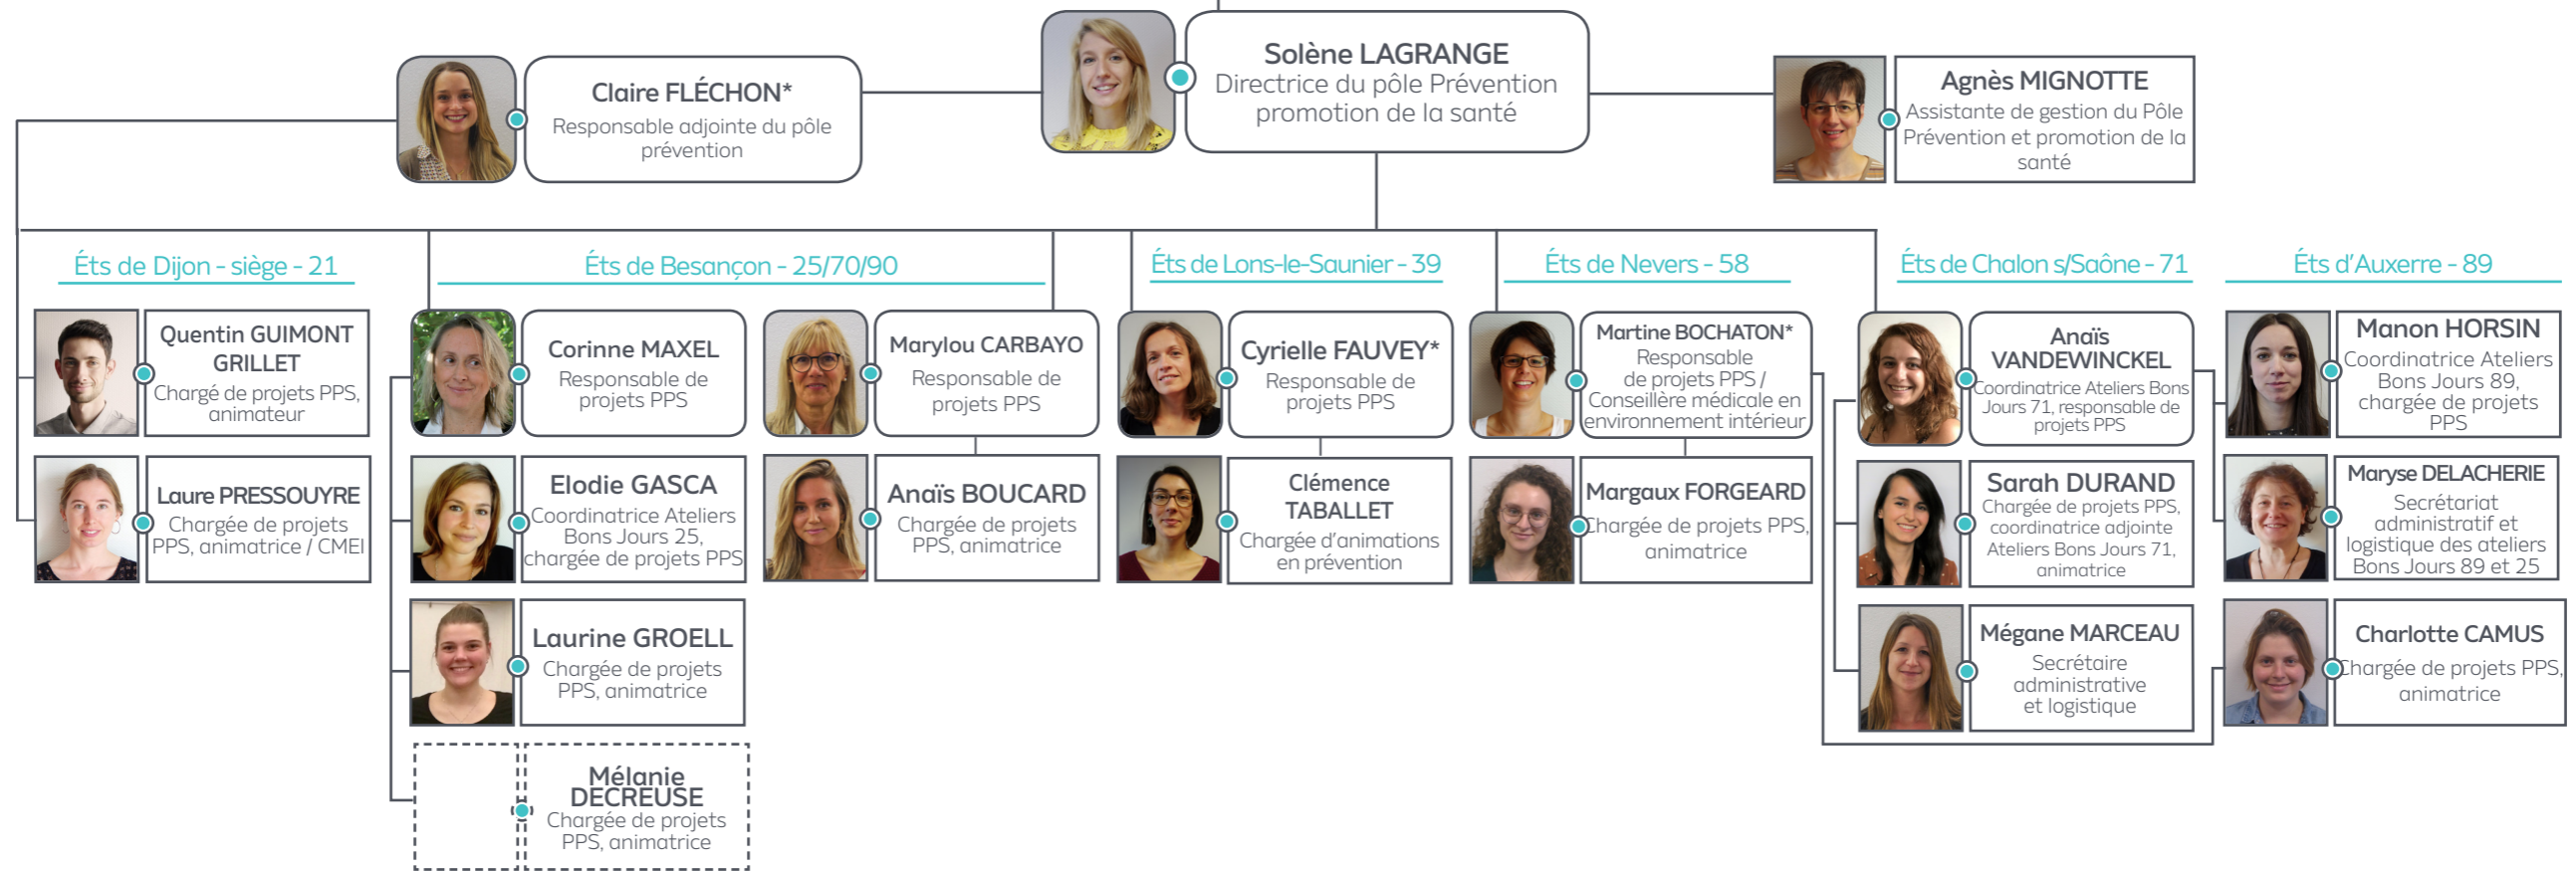 Solène LAGRANGE
Directrice du pôle Prévention
promotion de la santé
Claire FLÉCHON*
Responsable adjointe du pôle
prévention
Agnès MIGNOTTE
Assistante de gestion du Pôle
Prévention et promotion de la
santé
Éts de Dijon - siège - 21
Quentin GUIMONT
GRILLET
Chargé de projets PPS,
animateur
Laure PRESSOUYRE
Chargée de projets
PPS, animatrice / CMEI
Éts de Besançon - 25/70/90
Corinne MAXEL
Responsable de
projets PPS
Elodie GASCA
Coordinatrice Ateliers
Bons Jours 25,
chargée de projets PPS
Laurine GROELL
Chargée de projets
PPS, animatrice
Mélanie
DECREUSE
Chargée de projets
PPS, animatrice
Marylou CARBAYO
Responsable de
projets PPS
Anaïs BOUCARD
Chargée de projets
PPS, animatrice
Éts de Lons-le-Saunier - 39
Cyrielle FAUVEY*
Responsable de
projets PPS
Clémence
TABALLET
Chargée d'animations
en prévention
Éts de Nevers - 58
Martine BOCHATON*
Responsable
de projets PPS /
Conseillère médicale en
environnement intérieur
Margaux FORGEARD
Chargée de projets PPS,
animatrice
Éts de Chalon s/Saône - 71
Anaïs
VANDEWINCKEL
Coordinatrice Ateliers Bons
Jours 71, responsable de
projets PPS
Sarah DURAND
Chargée de projets PPS,
coordinatrice adjointe
Ateliers Bons Jours 71,
animatrice
Mégane MARCEAU
Secrétaire
administrative
et logistique
Éts d'Auxerre - 89
Manon HORSIN
Coordinatrice Ateliers
Bons Jours 89,
chargée de projets
PPS
Maryse DELACHERIE
Secrétariat
administratif et
logistique des ateliers
Bons Jours 89 et 25
Charlotte CAMUS
Chargée de projets PPS,
animatrice